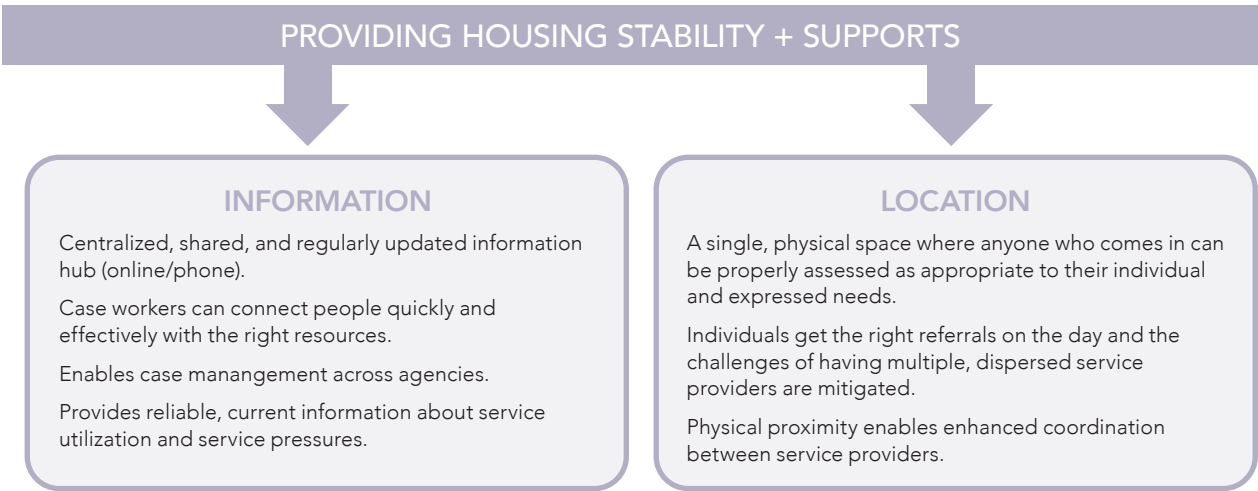 PROVIDING HOUSING STABILITY + SUPPORTS
INFORMATION
Centralized, shared, and regularly updated information
hub (online/phone).
Case workers can connect people quickly and
effectively with the right resources.
Enables case manangement across agencies.
Provides reliable, current information about service
utilization and service pressures.
LOCATION
A single, physical space where anyone who comes in can
be properly assessed as appropriate to their individual
and expressed needs.
Individuals get the right referrals on the day and the
challenges of having multiple, dispersed service
providers are mitigated.
Physical proximity enables enhanced coordination
between service providers.